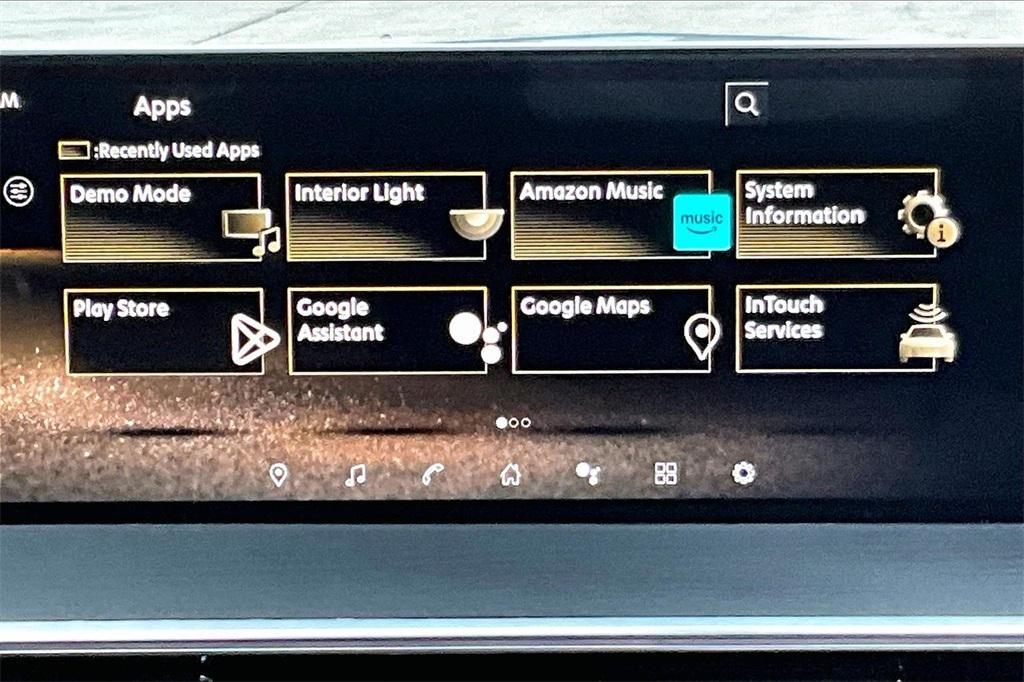 M
Apps
:Recently Used Apps
Demo Mode
Interior Light
Amazon Music
music
System
Information
i
Play Store
Google
Assistant
Google Maps
InTouch
Services